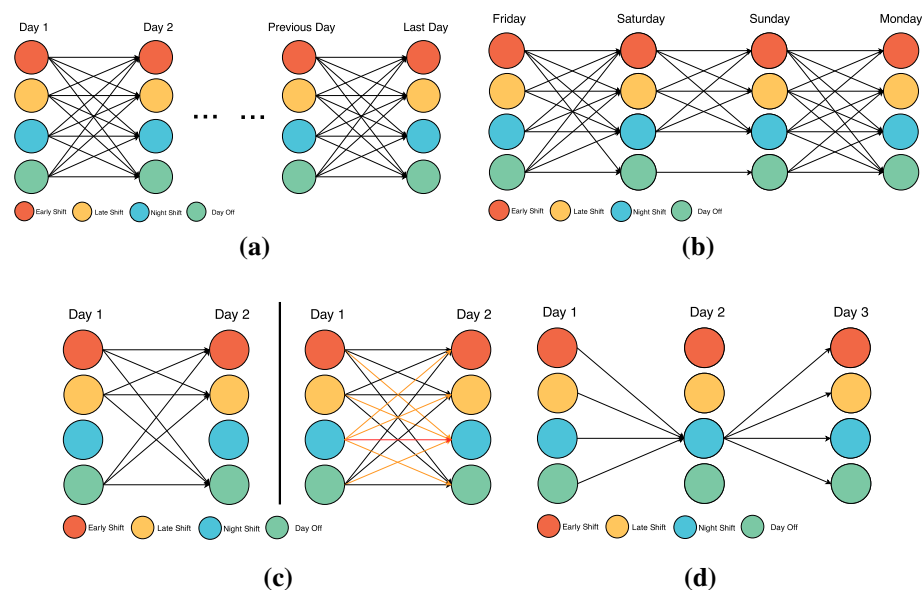 Day 1 Day 2 Previous Day Last Day
... ...
Early Shift Late Shift Night Shift Day Off
(a)
Friday Saturday Sunday Monday
Early Shift Late Shift Night Shift Day Off
(b)
Day 1 Day 2 Day 1 Day 2
Early Shift Late Shift Night Shift Day Off
(c)
Day 1 Day 2 Day 3
Early Shift Late Shift Night Shift Day Off
(d)